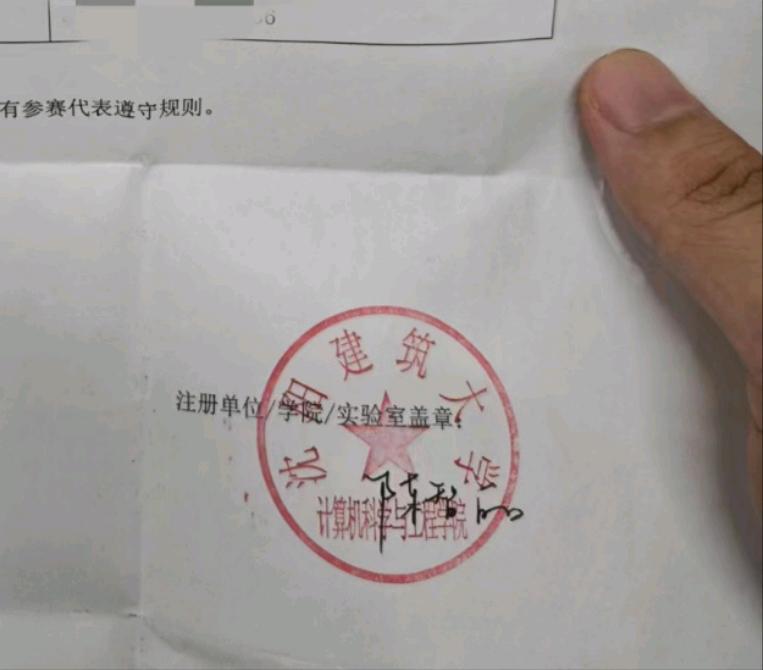 有参赛代表遵守规则。
沈阳建筑大学
注册单位/学院/实验室盖章:
计算机科学与工程学院